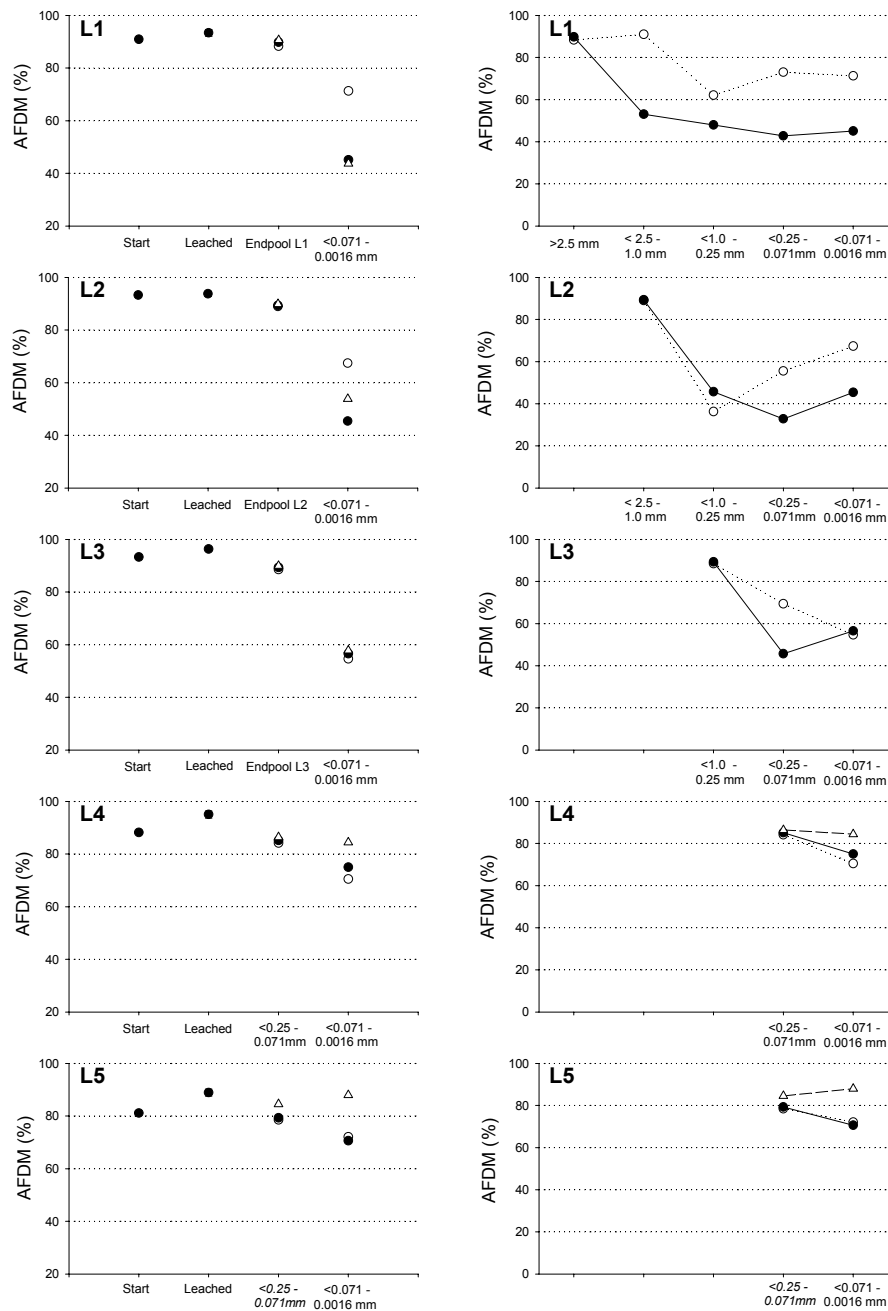 L1
AFDM (%)
100
80
60
40
20
Start
Leached
Endpool L1
<0.071 -
0.0016 mm
L1
AFDM (%)
100
80
60
40
20
0
>2.5 mm
< 2.5 -
1.0 mm
<1.0 -
0.25 mm
<0.25 -
0.071mm
<0.071 -
0.0016 mm
L2
AFDM (%)
100
80
60
40
20
Start
Leached
Endpool L2
<0.071 -
0.0016 mm
L2
AFDM (%)
100
80
60
40
20
0
< 2.5 -
1.0 mm
<1.0 -
0.25 mm
<0.25 -
0.071mm
<0.071 -
0.0016 mm
L3
AFDM (%)
100
80
60
40
20
Start
Leached
Endpool L3
<0.071 -
0.0016 mm
L3
AFDM (%)
100
80
60
40
20
0
<1.0 -
0.25 mm
<0.25 -
0.071mm
<0.071 -
0.0016 mm
L4
AFDM (%)
100
80
60
40
20
Start
Leached
<0.25 -
0.071mm
<0.071 -
0.0016 mm
L4
AFDM (%)
100
80
60
40
20
0
<0.25 -
0.071mm
<0.071 -
0.0016 mm
L5
AFDM (%)
100
80
60
40
20
Start
Leached
<0.25 -
0.071mm
<0.071 -
0.0016 mm
L5
AFDM (%)
100
80
60
40
20
0
<0.25 -
0.071mm
<0.071 -
0.0016 mm